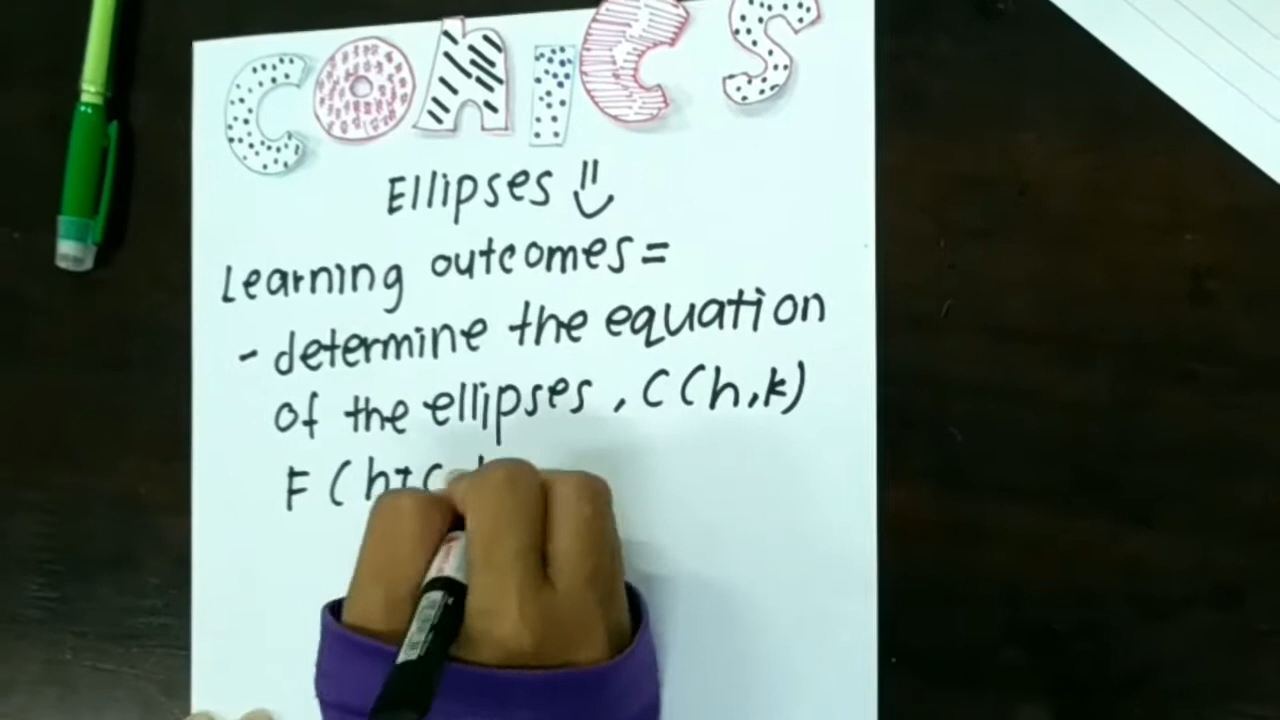 CONICS
Ellipses
Learning outcomes =
- determine the equation
of the ellipses, C(h,k)
F (h+c